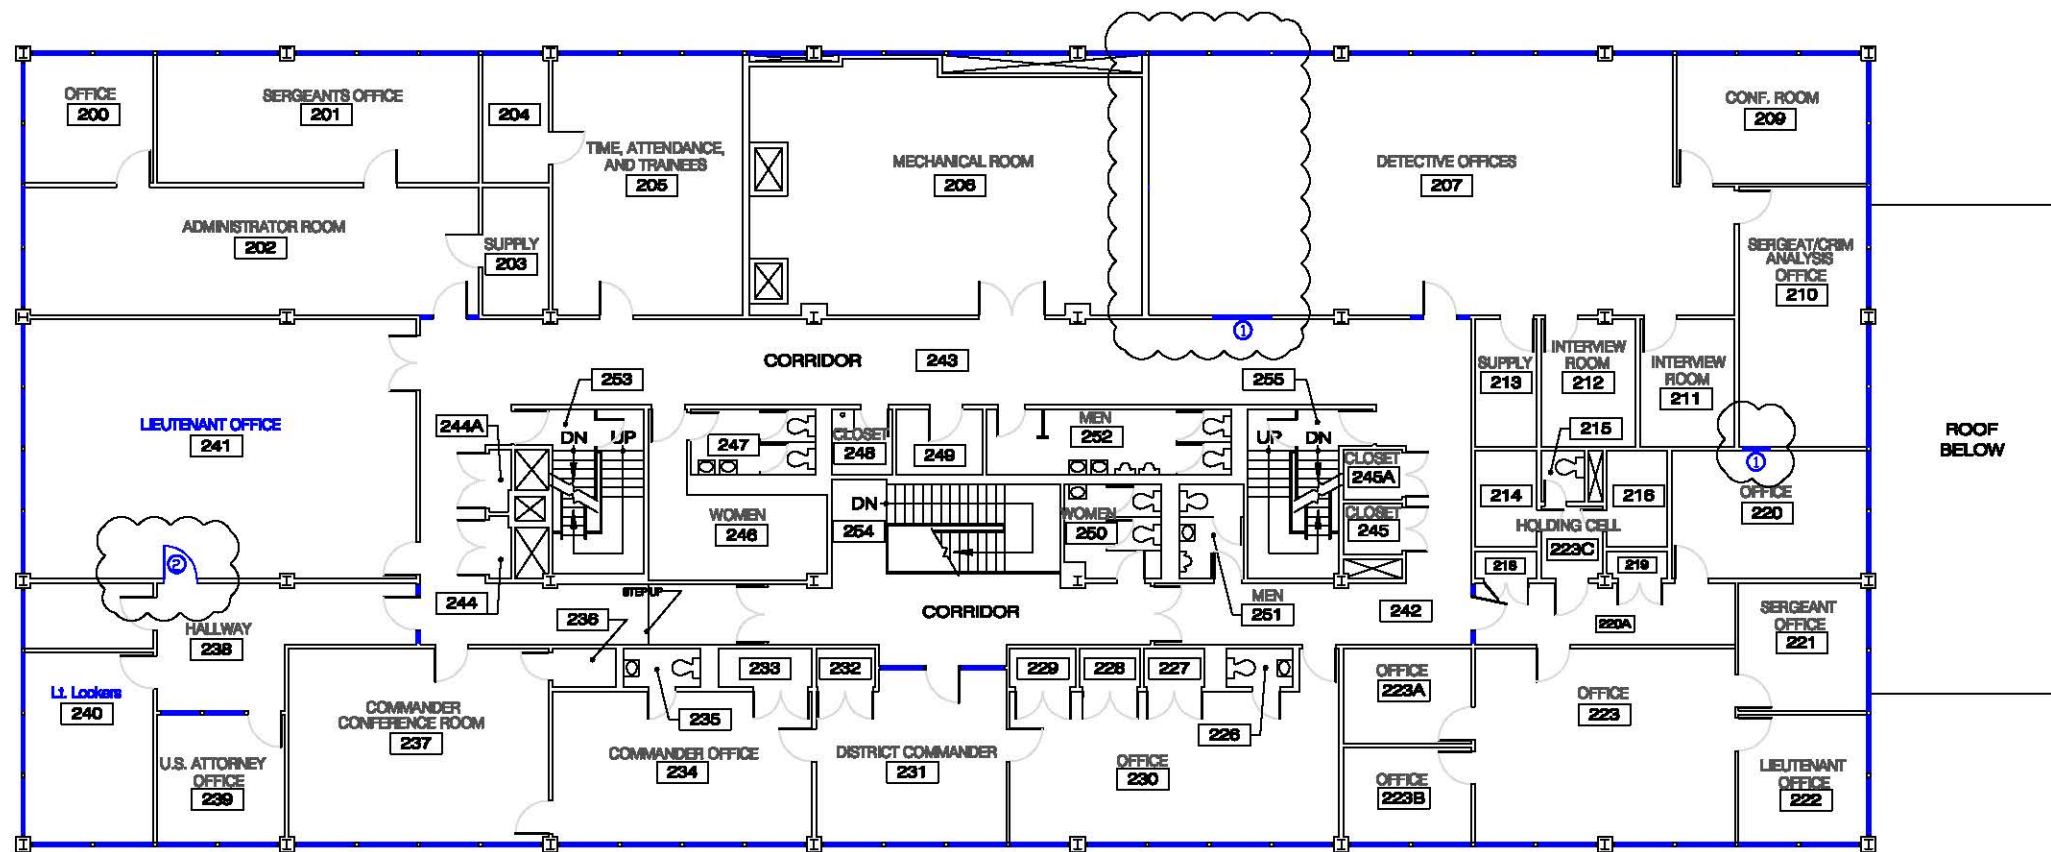 OFFICE
200
SERGEANTS OFFICE
201
204
TIME, ATTENDANCE,
AND TRAINEES
205
MECHANICAL ROOM
206
DETECTIVE OFFICES
207
CONF. ROOM
209
ADMINISTRATOR ROOM
202
SUPPLY
203
SERGEAT/CRIM
ANALYSIS
OFFICE
210
1
CORRIDOR
243
253
255
SUPPLY
213
INTERVIEW
ROOM
212
INTERVIEW
ROOM
211
LIEUTENANT OFFICE
241
244A
DN
UP
247
CLOSET
248
249
MEN
252
UP
DN
CLOSET
245A
215
1
ROOF
BELOW
214
216
OFFICE
220
WOMEN
246
DN
254
WOMEN
250
CLOSET
245
HOLDING CELL
223C
218
219
2
244
STEP UP
236
CORRIDOR
MEN
251
242
220A
SERGEANT
OFFICE
221
HALLWAY
238
Lt. Lockers
240
COMMANDER
CONFERENCE ROOM
237
235
233
232
229
228
227
226
OFFICE
223A
OFFICE
223
U.S. ATTORNEY
OFFICE
239
COMMANDER OFFICE
234
DISTRICT COMMANDER
231
OFFICE
230
OFFICE
223B
LIEUTENANT
OFFICE
222